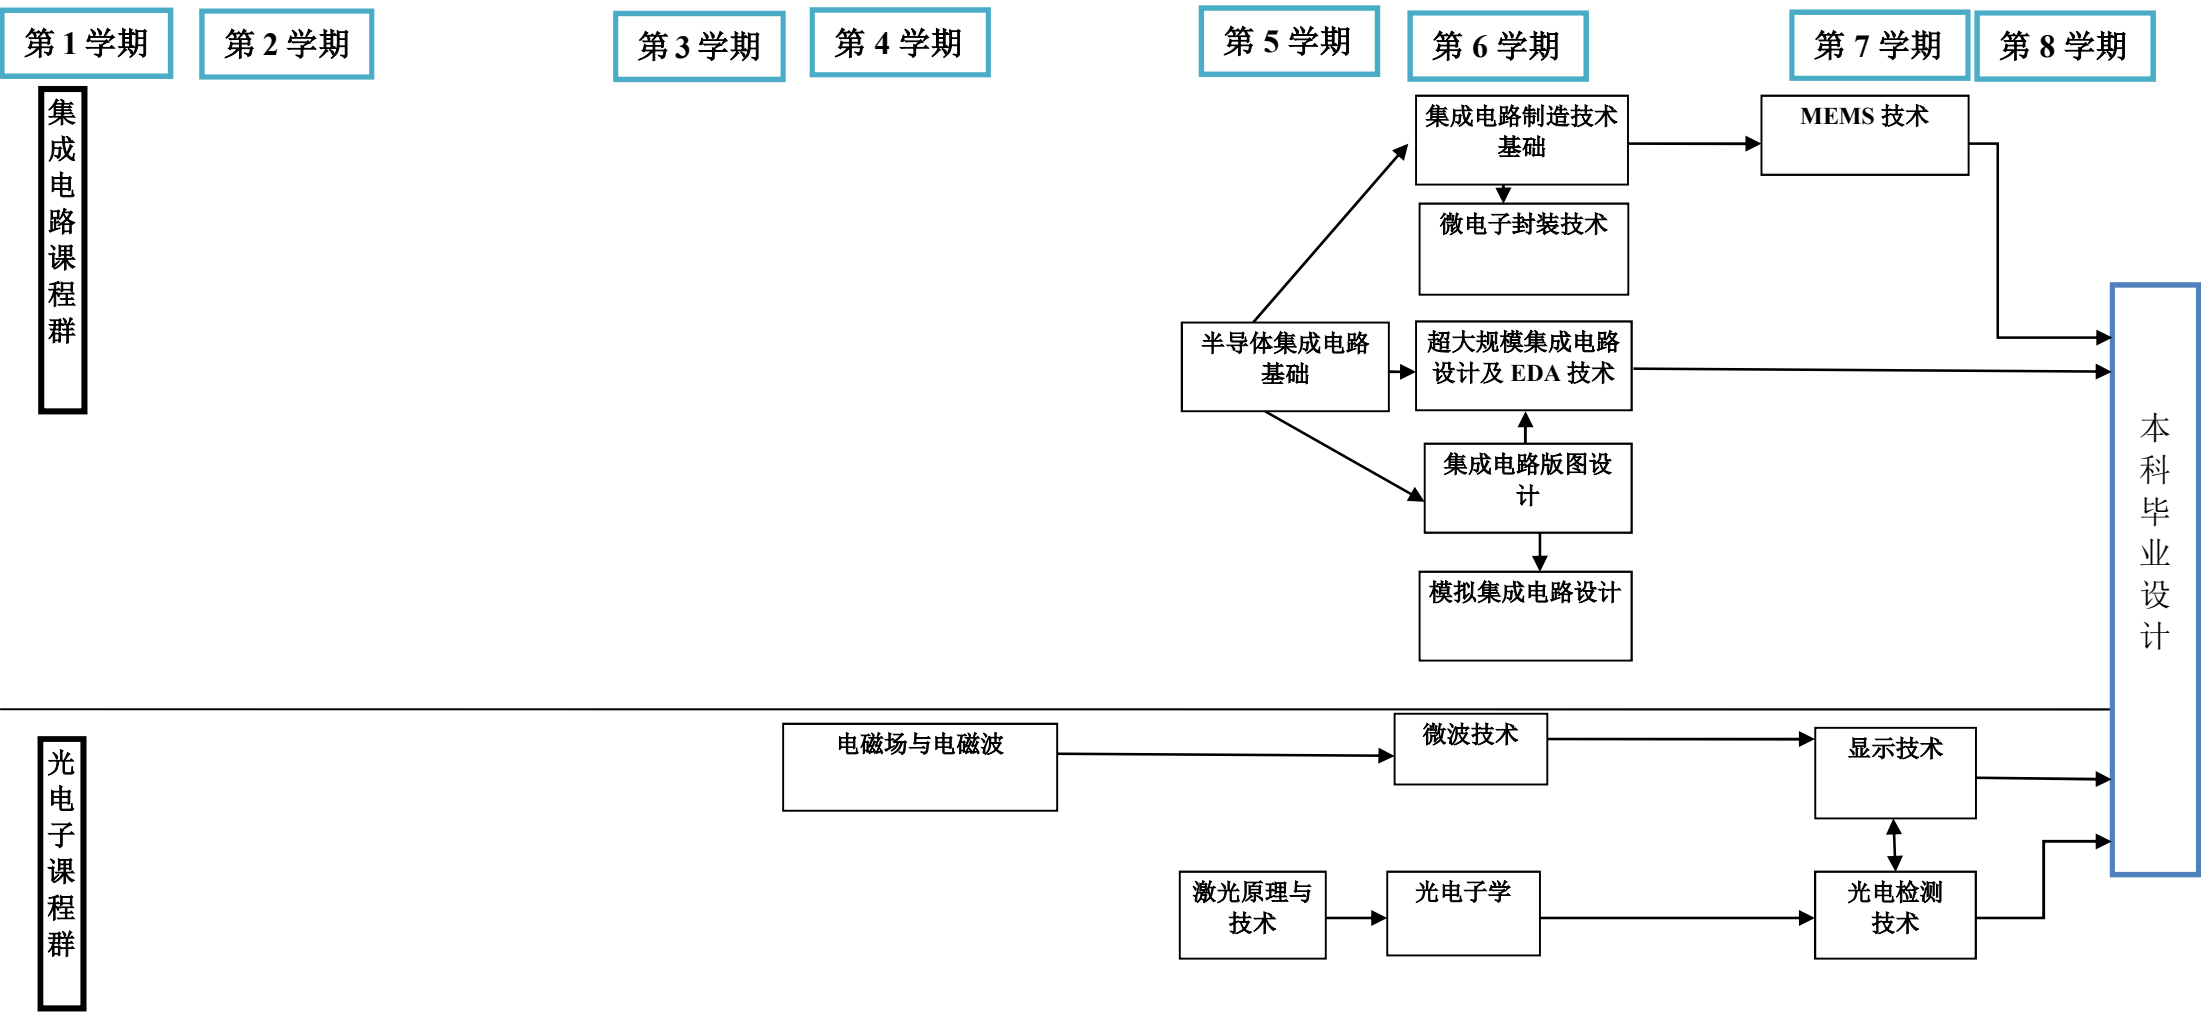 第 1 学期
第 2 学期
第 3 学期
第 4 学期
第 5 学期
第 6 学期
第 7 学期
第 8 学期
集成电路课程群
集成电路制造技术
基础
MEMS 技术
微电子封装技术
半导体集成电路
基础
超大规模集成电路
设计及 EDA 技术
集成电路版图设
计
模拟集成电路设计
本科毕业设计
光电子课程群
电磁场与电磁波
微波技术
显示技术
激光原理与
技术
光电子学
光电检测
技术